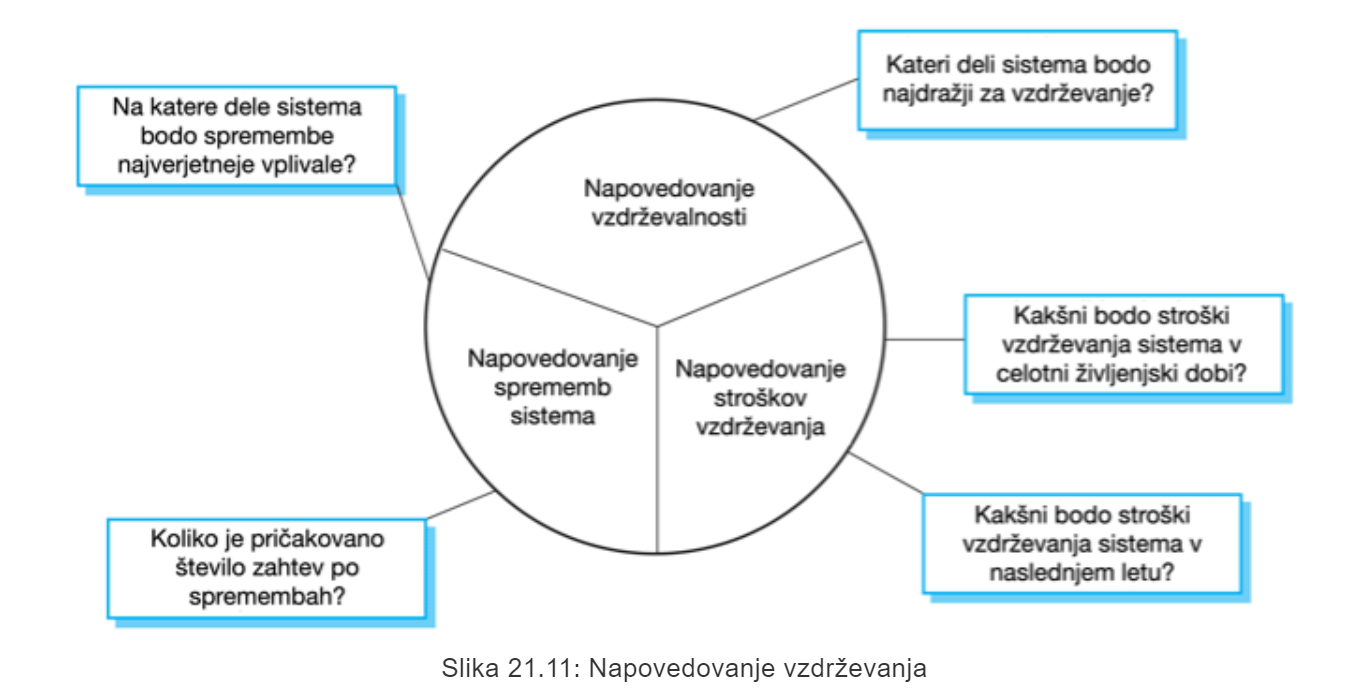 Kateri deli sistema bodo
najdražji za vzdrževanje?
Na katere dele sistema
bodo spremembe
najverjetneje vplivale?
Napovedovanje
vzdrževalnosti
Kakšni bodo stroški
vzdrževanja sistema v
celotni življenjski dobi?
Napovedovanje
sprememb
sistema
Napovedovanje
stroškov
vzdrževanja
Koliko je pričakovano
število zahtev po
spremembah?
Kakšni bodo stroški
vzdrževanja sistema v
naslednjem letu?
Slika 21.11: Napovedovanje vzdrževanja